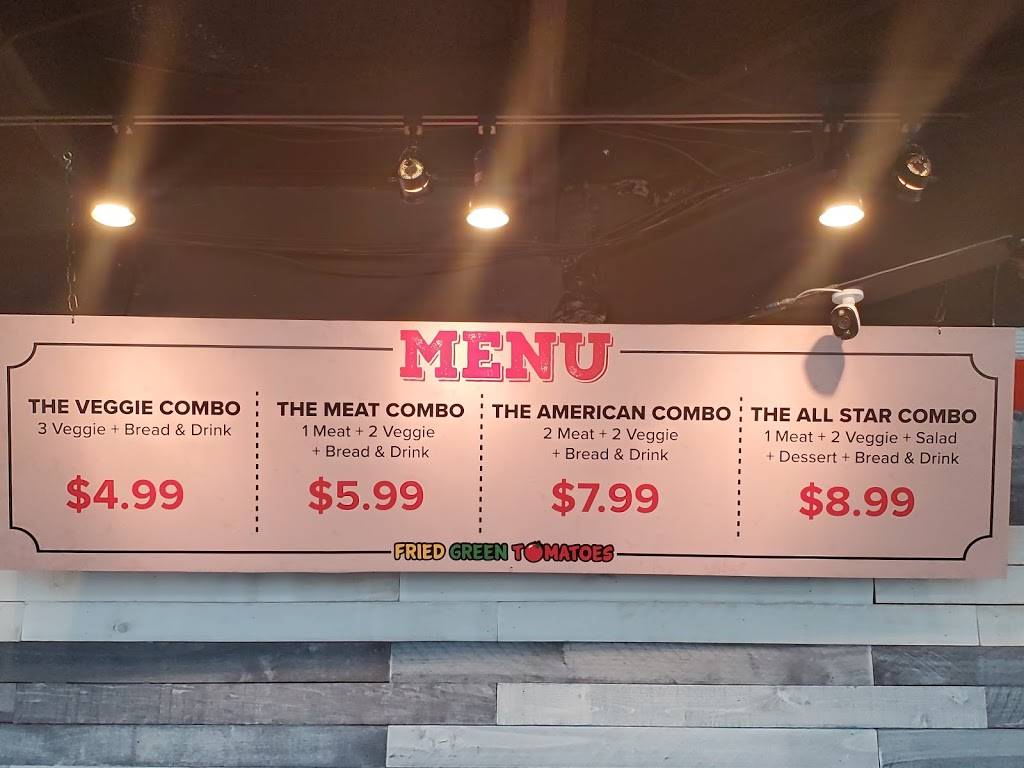 MENU
THE VEGGIE COMBO
3 Veggie + Bread & Drink
$4.99
THE MEAT COMBO
1 Meat + 2 Veggie
+ Bread & Drink
$5.99
THE AMERICAN COMBO
2 Meat + 2 Veggie
+ Bread & Drink
$7.99
THE ALL STAR COMBO
1 Meat + 2 Veggie + Salad
+ Dessert + Bread & Drink
$8.99
FRIED GREEN TOMATOES